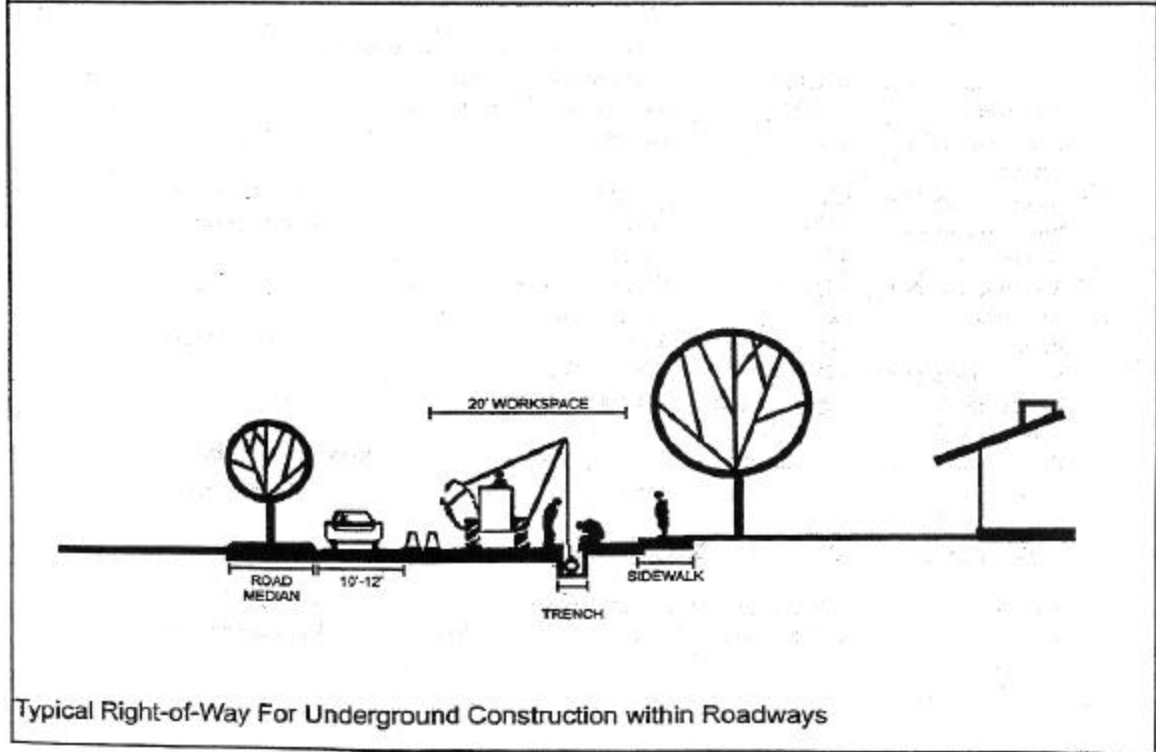 20' WORKSPACE
ROAD
MEDIAN
10'-12'
SIDEWALK
TRENCH
Typical Right-of-Way For Underground Construction within Roadways